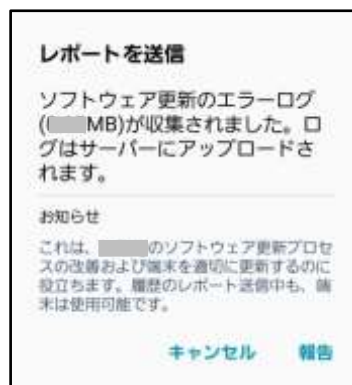 レポートを送信
ソフトウェア更新のエラーログ
(MB)が収集されました。ロ
グはサーバーにアップロードさ
れます。
お知らせ
これは、のソフトウェア更新プロセ
スの改善および端末を適切に更新するのに
役立ちます。履歴のレポート送信中も、端
末は使用可能です。
キャンセル 報告